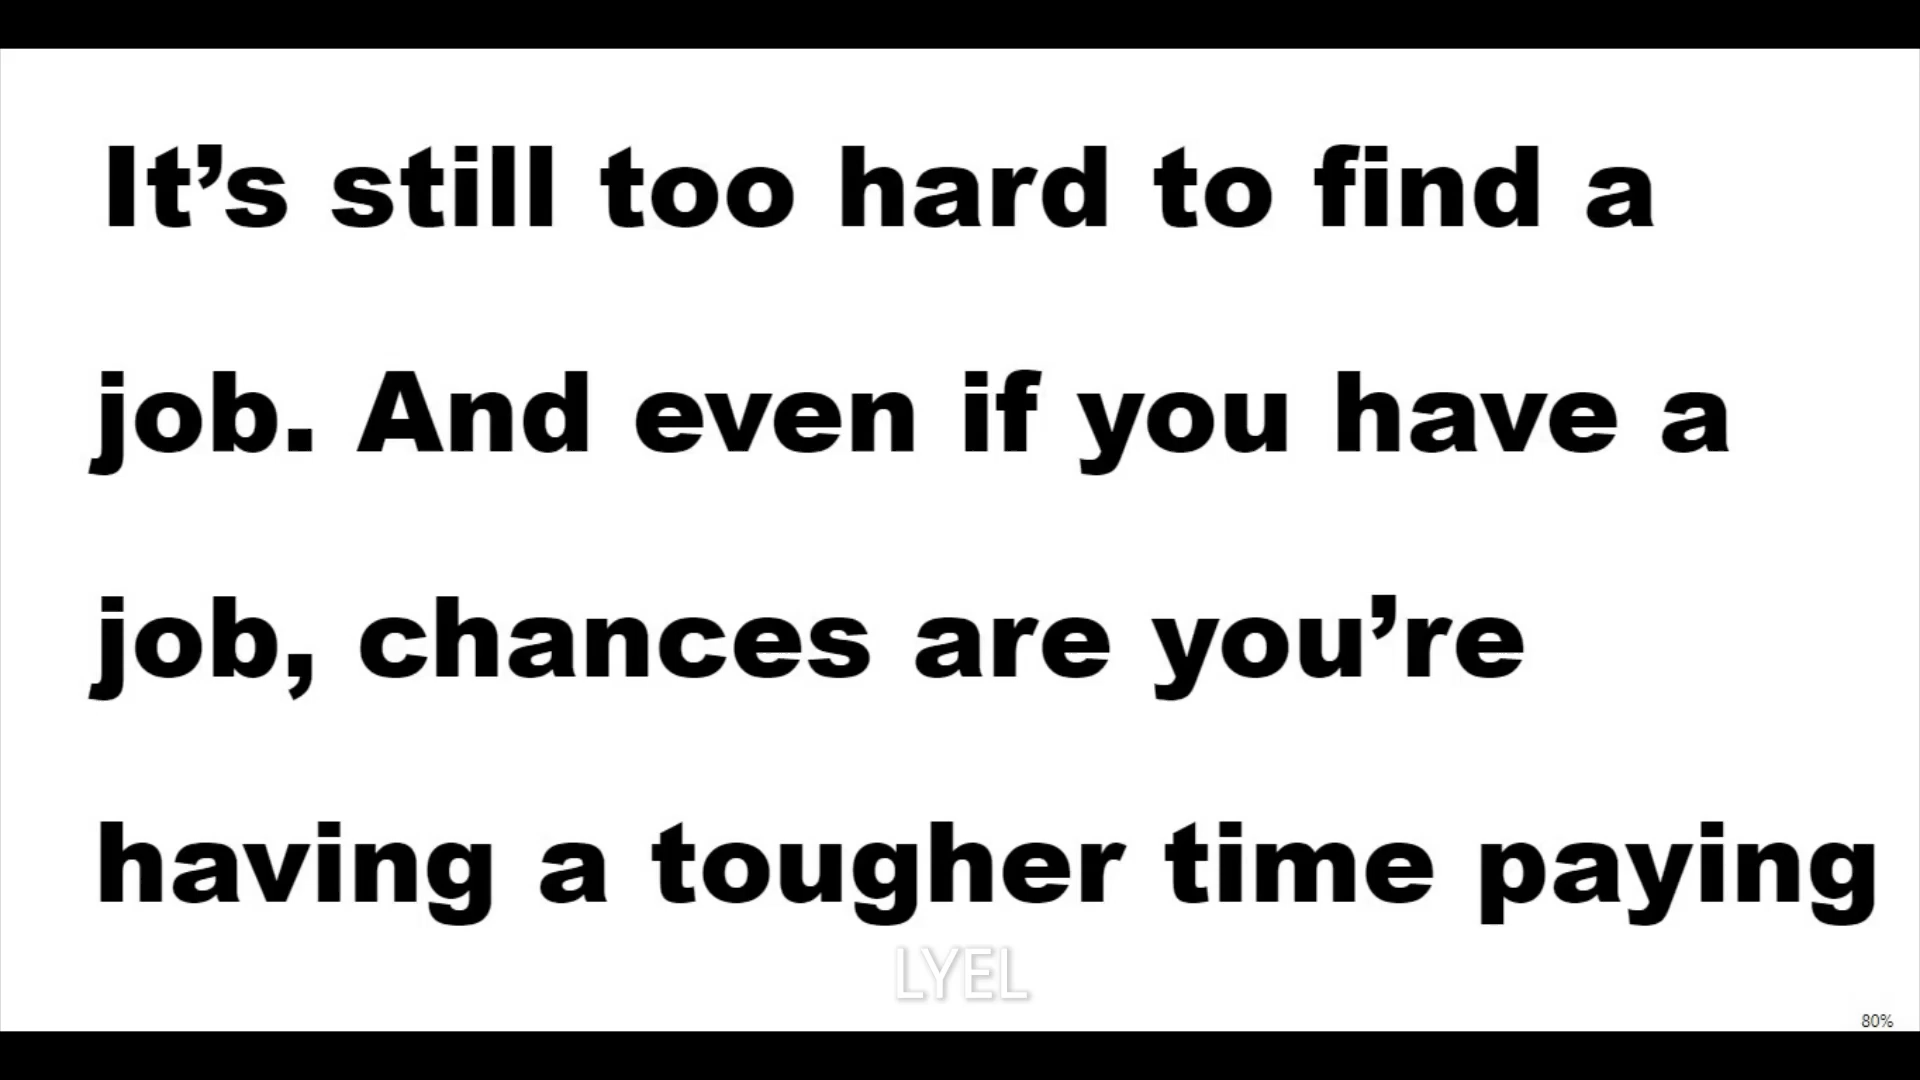 It’s still too hard to find a
job. And even if you have a
job, chances are you’re
having a tougher time paying
LYEL
80%